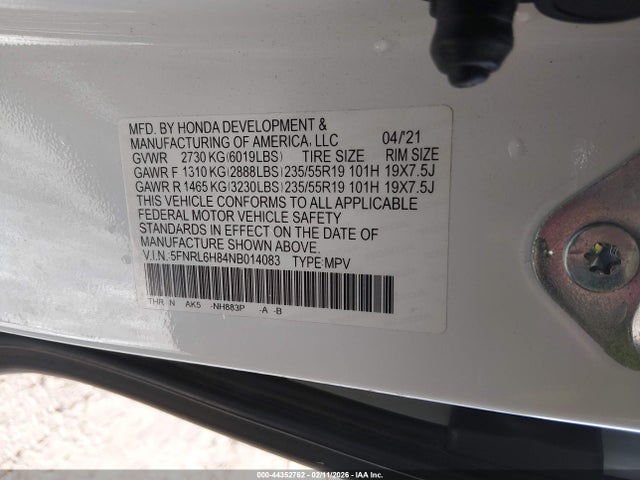 MFD. BY HONDA DEVELOPMENT &
MANUFACTURING OF AMERICA, LLC 04/'21
GVWR 2730 KG(6019LBS) TIRE SIZE RIM SIZE
GAWR F 1310 KG(2888LBS) 235/55R19 101H 19X7.5J
GAWR R 1465 KG(3230LBS) 235/55R19 101H 19X7.5J
THIS VEHICLE CONFORMS TO ALL APPLICABLE
FEDERAL MOTOR VEHICLE SAFETY
STANDARDS IN EFFECT ON THE DATE OF
MANUFACTURE SHOWN ABOVE.
V.I.N. 5FNRL6H84NB014083 TYPE:MPV
THR N AK5 -NH883P -A -B
000-44352762 - 02/11/2026 - IAA Inc.